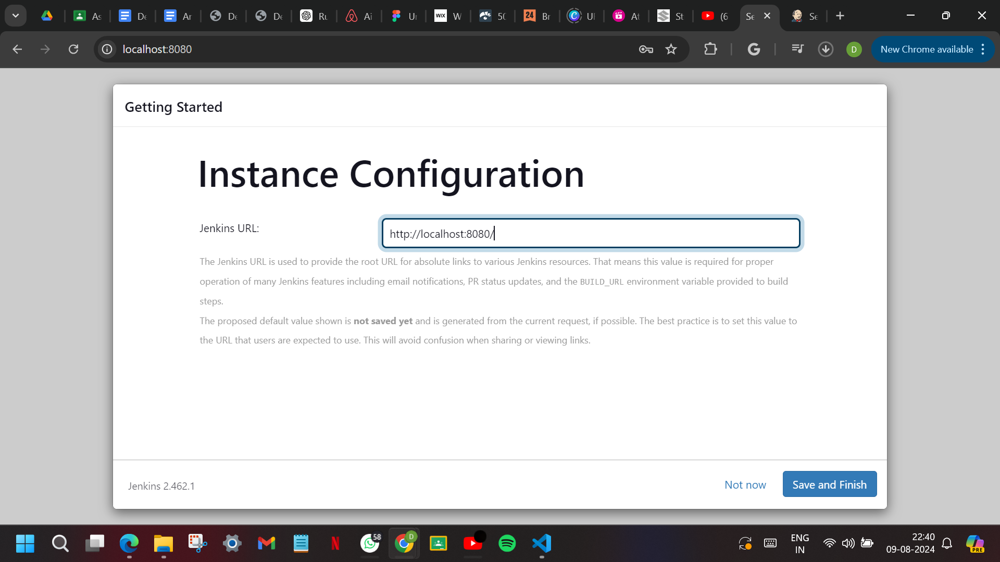 As
De
Ar
De
De
Ru
Ai
Ur
WIX
W
50
24
Br
C
UI
At
St
(6
Se
Se
localhost:8080
G
D
New Chrome available
Getting Started
Instance Configuration
Jenkins URL:
http://localhost:8080/
The Jenkins URL is used to provide the root URL for absolute links to various Jenkins resources. That means this value is required for proper
operation of many Jenkins features including email notifications, PR status updates, and the BUILD_URL environment variable provided to build
steps.
The proposed default value shown is not saved yet and is generated from the current request, if possible. The best practice is to set this value to
the URL that users are expected to use. This will avoid confusion when sharing or viewing links.
Jenkins 2.462.1
Not now
Save and Finish
N
58
D
ENG
IN
22:40
09-08-2024
PRE